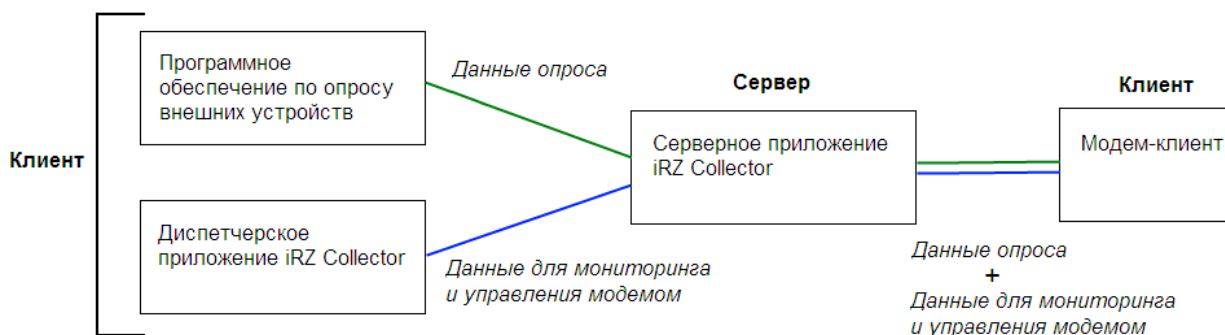 Клиент
Программное
обеспечение по опросу
внешних устройств
Данные опроса
Диспетчерское
приложение iRZ Collector
Данные для мониторинга
и управления модемом
Сервер
Серверное приложение
iRZ Collector
Клиент
Модем-клиент
Данные опроса
+
Данные для мониторинга
и управления модемом